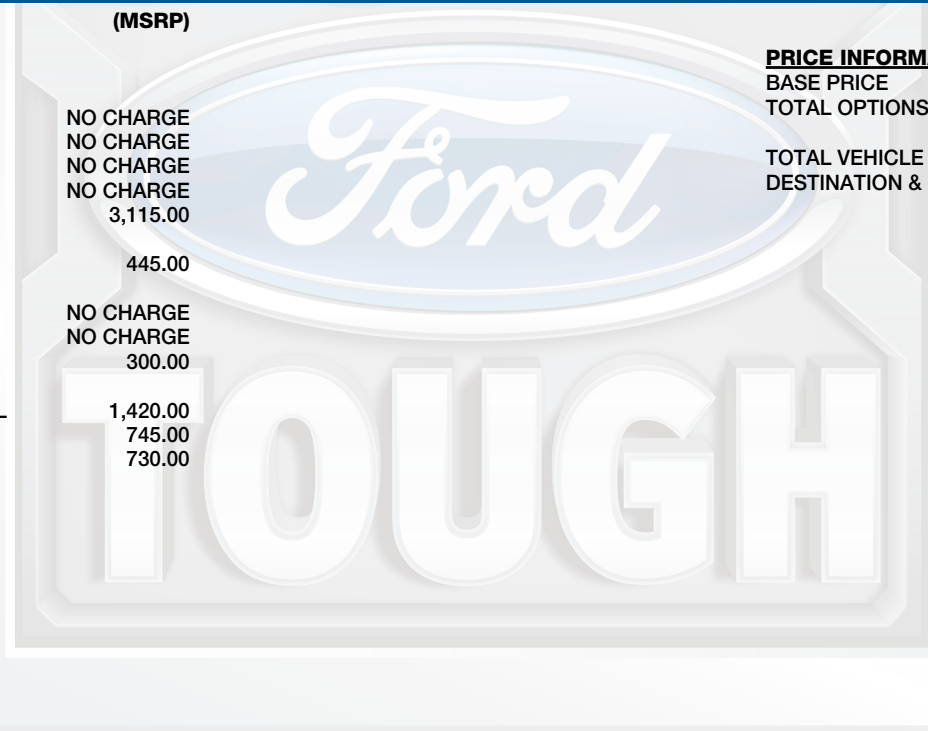 (MSRP)
NO CHARGE
NO CHARGE
NO CHARGE
NO CHARGE
3,115.00
445.00
NO CHARGE
NO CHARGE
300.00
1,420.00
745.00
730.00
PRICE INFORMA
BASE PRICE
TOTAL OPTIONS
TOTAL VEHICLE
DESTINATION &
Ford
TOUGH